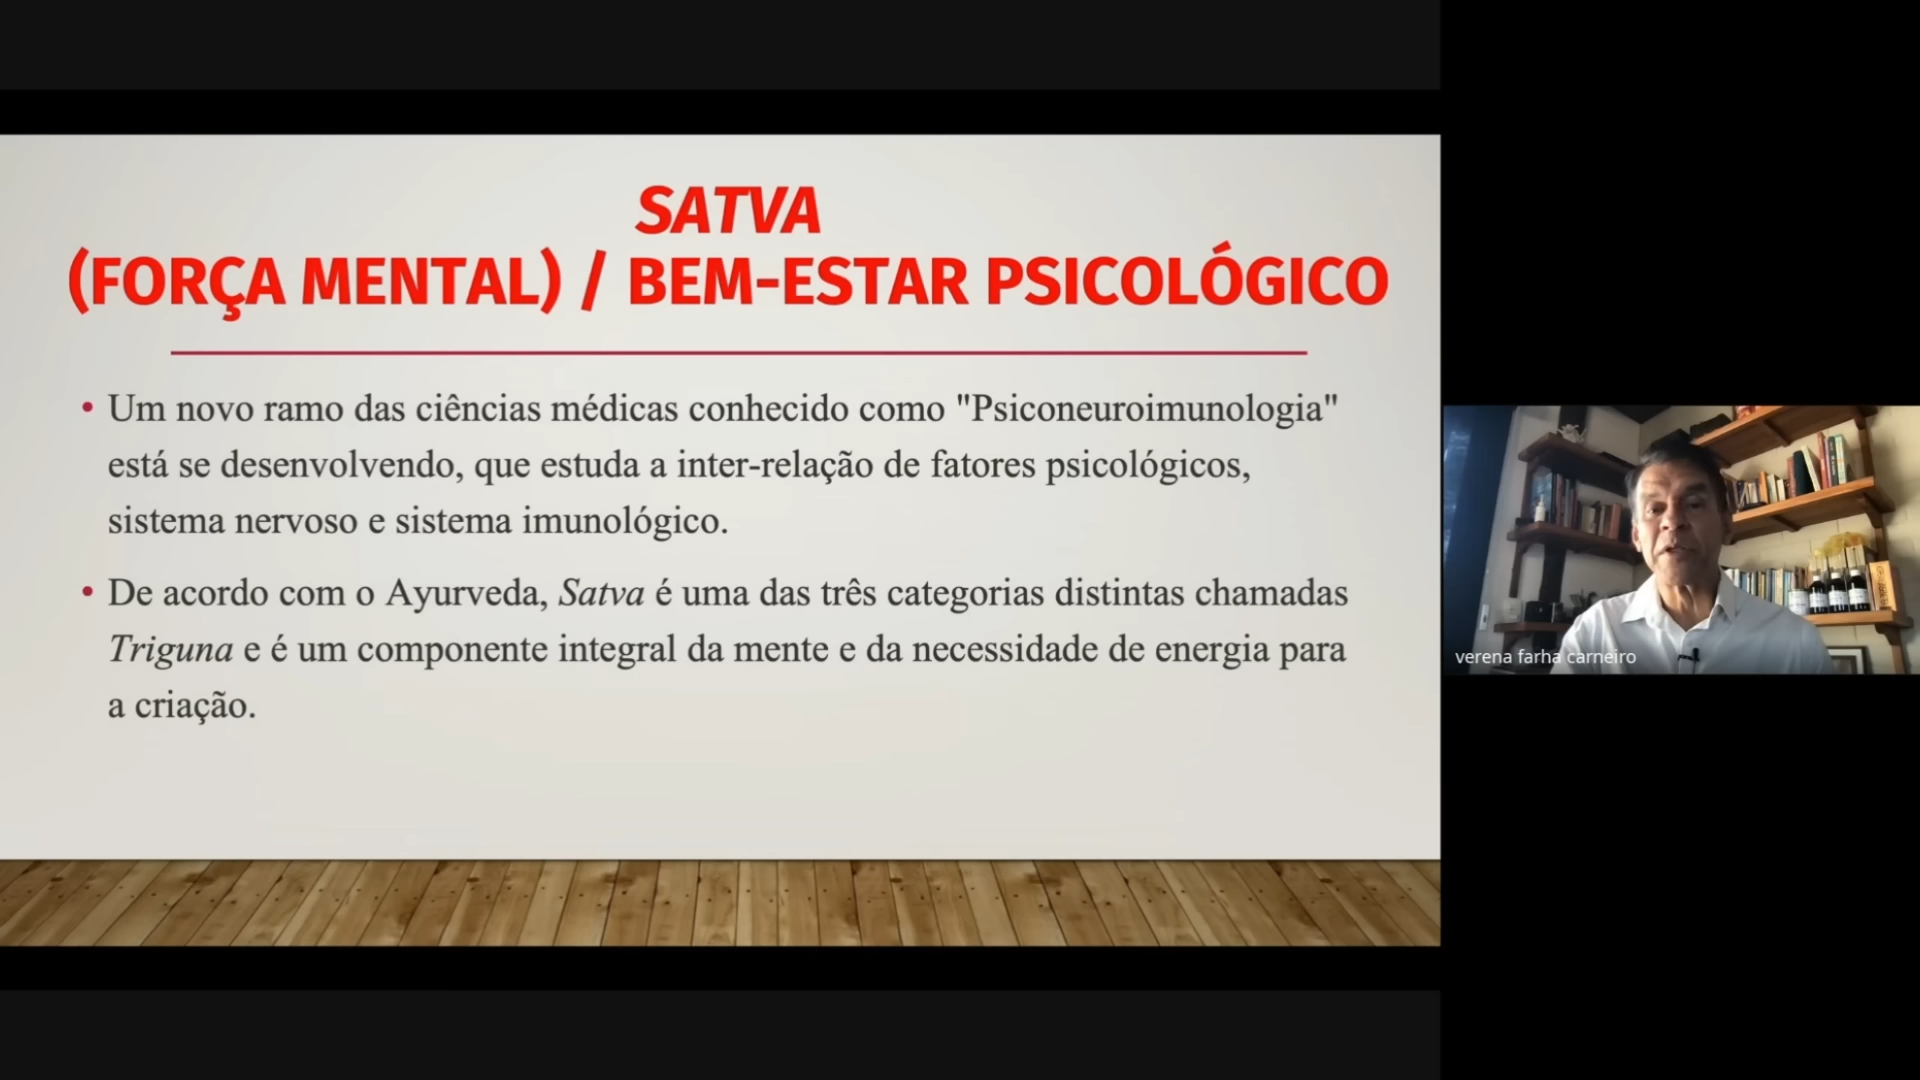 SATVA
(FORÇA MENTAL) / BEM-ESTAR PSICOLÓGICO
• Um novo ramo das ciências médicas conhecido como "Psiconeuroimunologia"
está se desenvolvendo, que estuda a inter-relação de fatores psicológicos,
sistema nervoso e sistema imunológico.
• De acordo com o Ayurveda, Satva é uma das três categorias distintas chamadas
Triguna e é um componente integral da mente e da necessidade de energia para
a criação.
verena farha carneiro